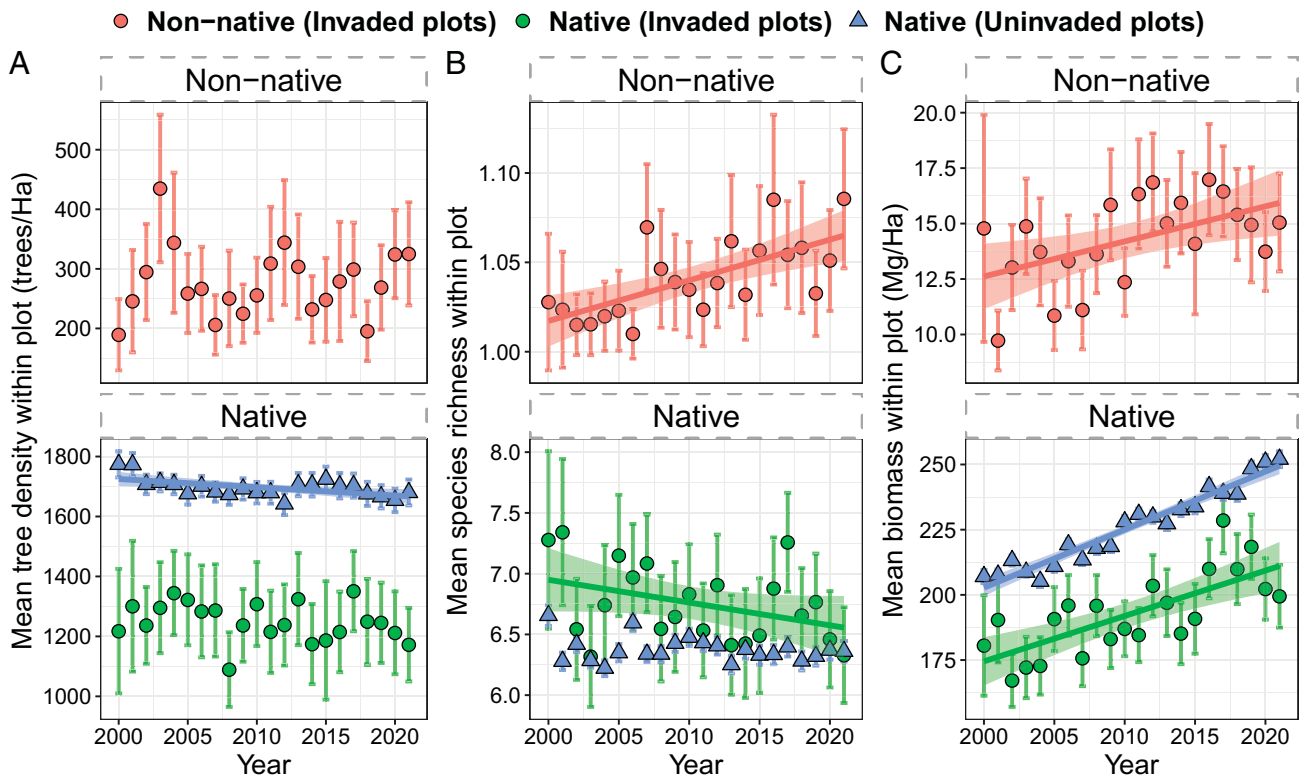 Non−native (Invaded plots) Native (Invaded plots) Native (Uninvaded plots)
A
Non−native
Mean tree density within plot (trees/Ha)
500
400
300
200
Native
1800
1600
1400
1200
1000
2000 2005 2010 2015 2020
Year
B
Non−native
Mean species richness within plot
1.10
1.05
1.00
Native
8.0
7.5
7.0
6.5
6.0
2000 2005 2010 2015 2020
Year
C
Non−native
Mean biomass within plot (Mg/Ha)
20.0
17.5
15.0
12.5
10.0
Native
250
225
200
175
2000 2005 2010 2015 2020
Year